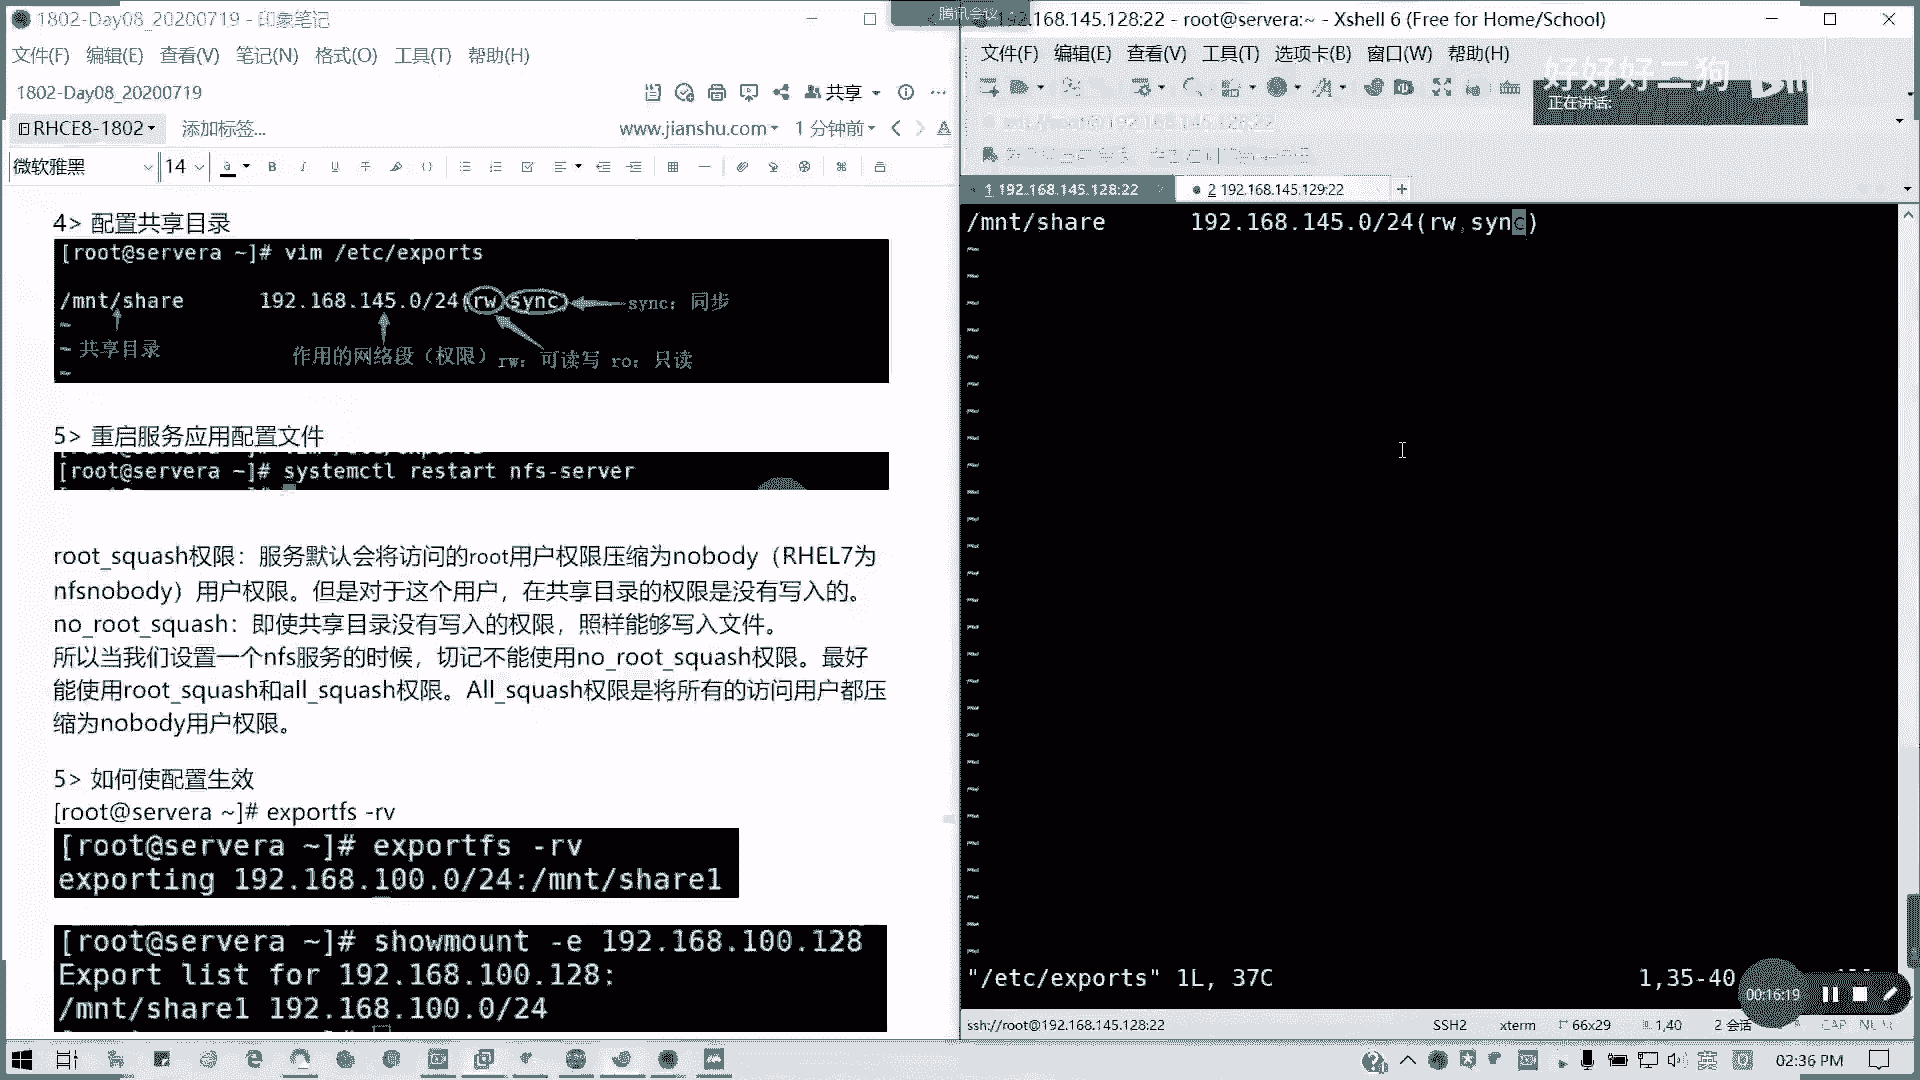 1802-Day08_20200719 - 印象笔记
文件(F) 编辑(E) 查看(V) 笔记(N) 格式(O) 工具(T) 帮助(H)
1802-Day08_20200719
共享
RHCE8-1802
添加标签...
www.jianshu.com
1 分钟前
微软雅黑
14
4> 配置共享目录
[root@servera ~]# vim /etc/exports
/mnt/share 192.168.145.0/24(rw,sync)
sync：同步
共享目录
作用的网络段（权限）
rw：可读写 ro：只读
5> 重启服务应用配置文件
[root@servera ~]# systemctl restart nfs-server
root_squash权限：服务默认会将访问的root用户权限压缩为nobody（RHEL7为
nfsnobody）用户权限。但是对于这个用户，在共享目录的权限是没有写入的。
no_root_squash：即使共享目录没有写入的权限，照样能够写入文件。
所以当我们设置一个nfs服务的时候，切记不能使用no_root_squash权限。最好
能使用root_squash和all_squash权限。All_squash权限是将所有的访问用户都压
缩为nobody用户权限。
5> 如何使配置生效
[root@servera ~]# exportfs -rv
[root@servera ~]# exportfs -rv
exporting 192.168.100.0/24:/mnt/share1
[root@servera ~]# showmount -e 192.168.100.128
Export list for 192.168.100.128:
/mnt/share1 192.168.100.0/24
腾讯会议
192.168.145.128:22 - root@servera:~ - Xshell 6 (Free for Home/School)
文件(F) 编辑(E) 查看(V) 工具(T) 选项卡(B) 窗口(W) 帮助(H)
好好好二狗
正在讲话:
1 192.168.145.128:22
2 192.168.145.129:22
/mnt/share 192.168.145.0/24(rw,sync)
"/etc/exports" 1L, 37C
1,35-40
00:16:19
ssh://root@192.168.145.128:22
SSH2
xterm
66x29
1,40
2 会话
CAP
英
02:36 PM